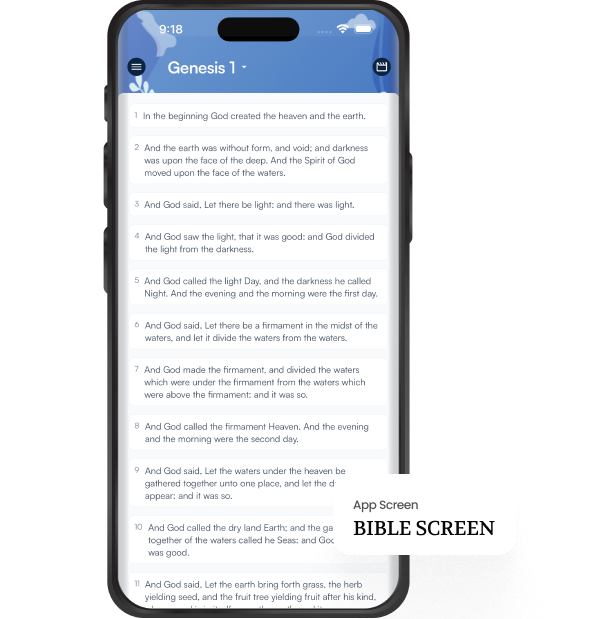 9:18
Genesis 1
1 In the beginning God created the heaven and the earth.
2 And the earth was without form, and void; and darkness
was upon the face of the deep. And the Spirit of God
moved upon the face of the waters.
3 And God said, Let there be light: and there was light.
4 And God saw the light, that it was good: and God divided
the light from the darkness.
5 And God called the light Day, and the darkness he called
Night. And the evening and the morning were the first day.
6 And God said, Let there be a firmament in the midst of the
waters, and let it divide the waters from the waters.
7 And God made the firmament, and divided the waters
which were under the firmament from the waters which
were above the firmament: and it was so.
8 And God called the firmament Heaven. And the evening
and the morning were the second day.
9 And God said, Let the waters under the heaven be
gathered together unto one place, and let the
appear: and it was so.
10 And God called the dry land Earth; and the
together of the waters called he Seas: and
was good.
11 And God said, Let the earth bring forth grass, the herb
yielding seed, and the fruit tree yielding fruit after his kind,
App Screen
BIBLE SCREEN